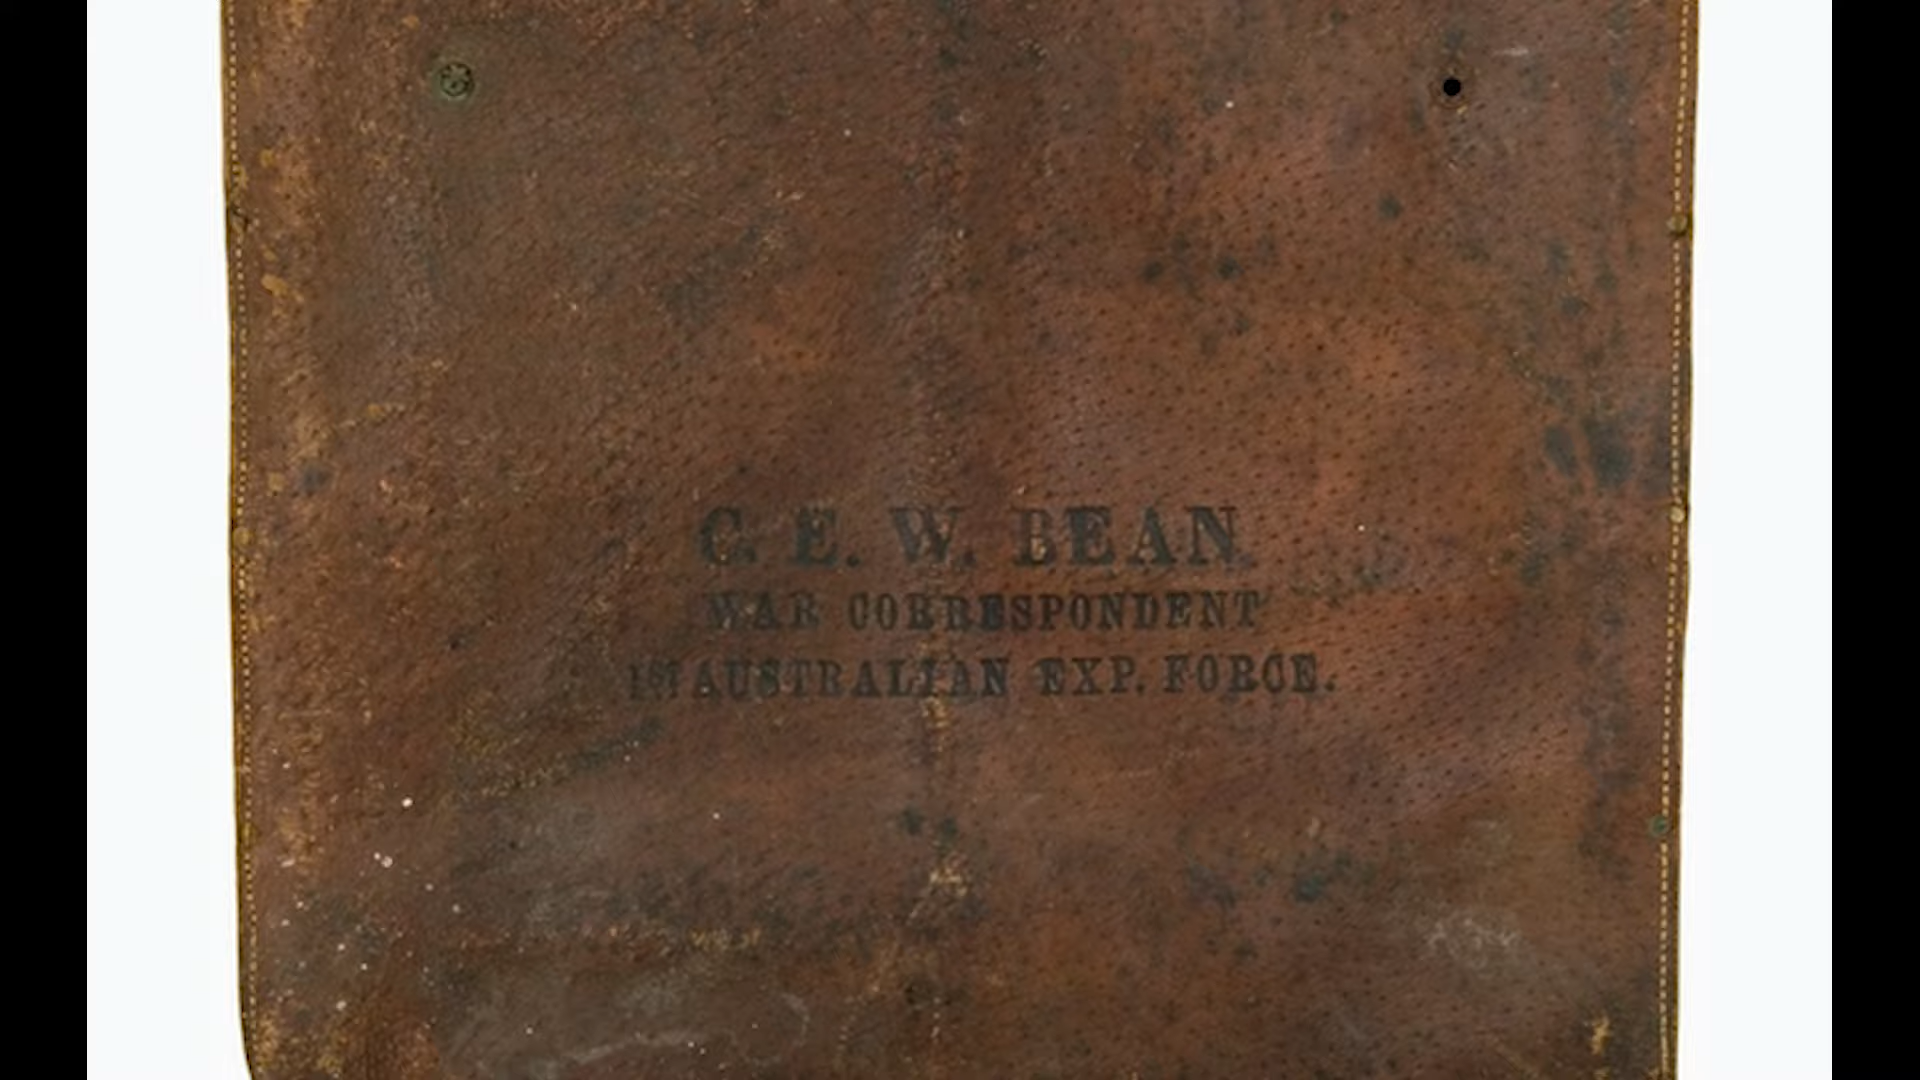 C. E. W. BEAN.
WAR CORRESPONDENT
1ST AUSTRALIAN EXP. FORCE.